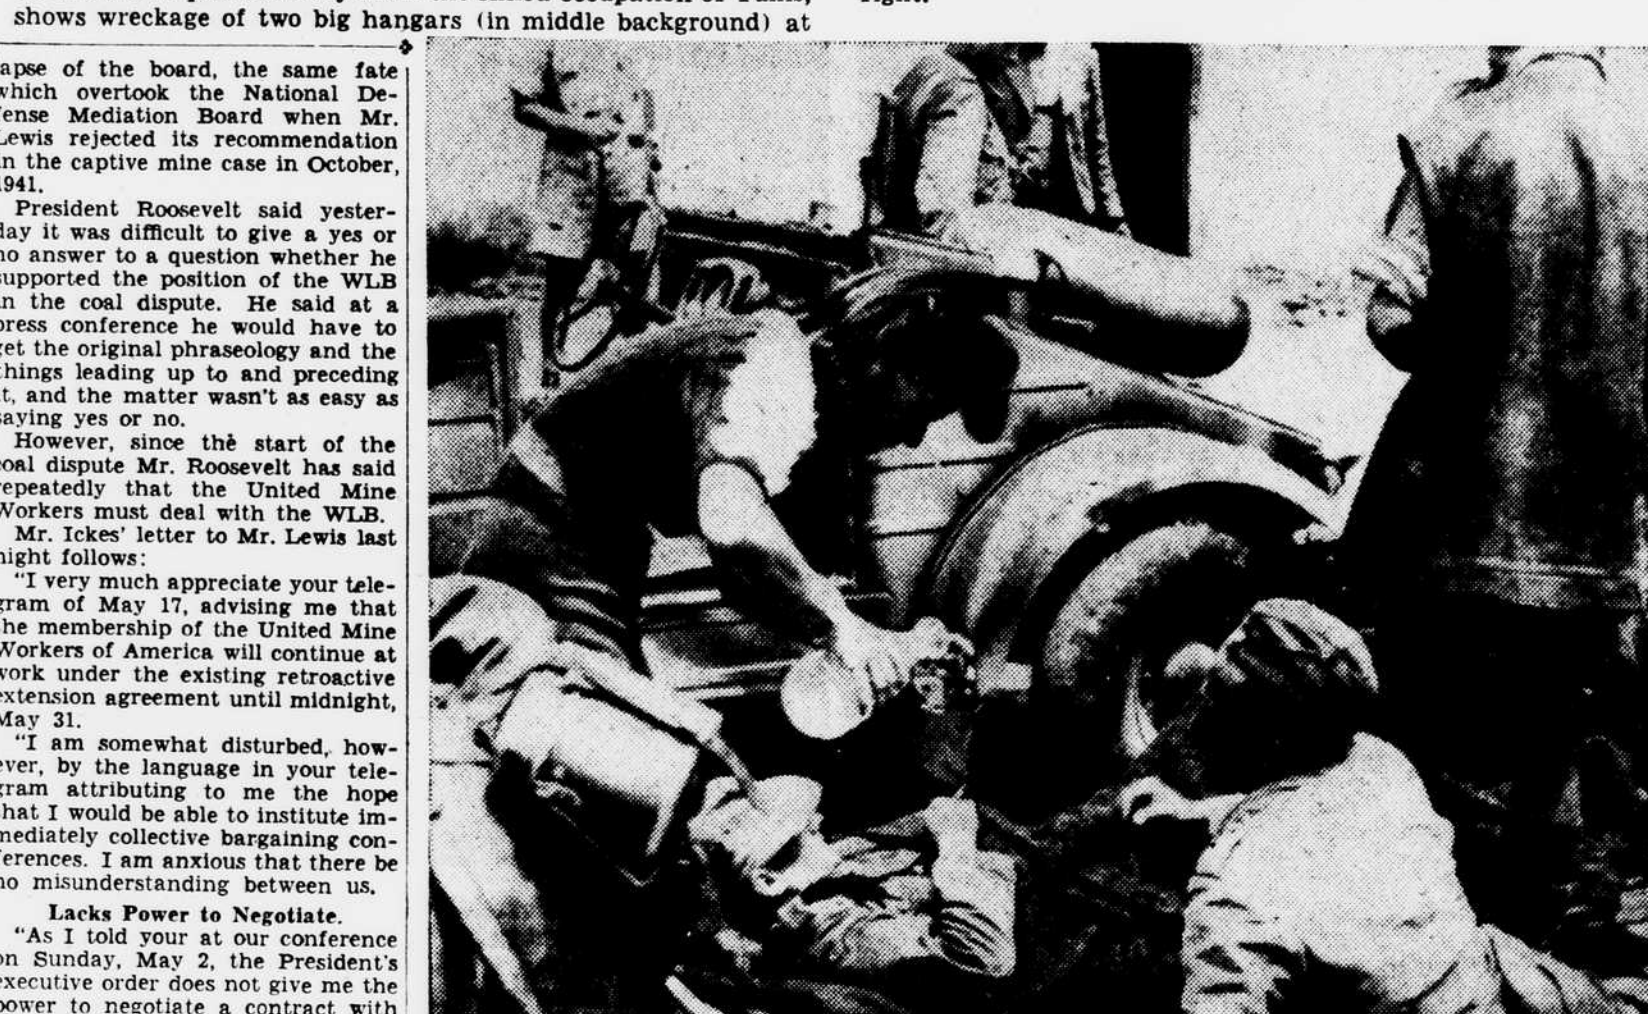 shows wreckage of two big hangars (in middle background) at
apse of the board, the same fate
which overtook the National De-
fense Mediation Board when Mr.
Lewis rejected its recommendation
in the captive mine case in October,
1941.
President Roosevelt said yester-
day it was difficult to give a yes or
no answer to a question whether he
supported the position of the WLB
in the coal dispute. He said at a
press conference he would have to
get the original phraseology and the
things leading up to and preceding
it, and the matter wasn't as easy as
saying yes or no.
However, since the start of the
coal dispute Mr. Roosevelt has said
repeatedly that the United Mine
Workers must deal with the WLB.
Mr. Ickes' letter to Mr. Lewis last
night follows:
"I very much appreciate your tele-
gram of May 17, advising me that
the membership of the United Mine
Workers of America will continue at
work under the existing retroactive
extension agreement until midnight,
May 31.
"I am somewhat disturbed, how-
ever, by the language in your tele-
gram attributing to me the hope
that I would be able to institute im-
mediately collective bargaining con-
ferences. I am anxious that there be
no misunderstanding between us.
Lacks Power to Negotiate.
"As I told your at our conference
on Sunday, May 2, the President's
executive order does not give me the
power to negotiate a contract with